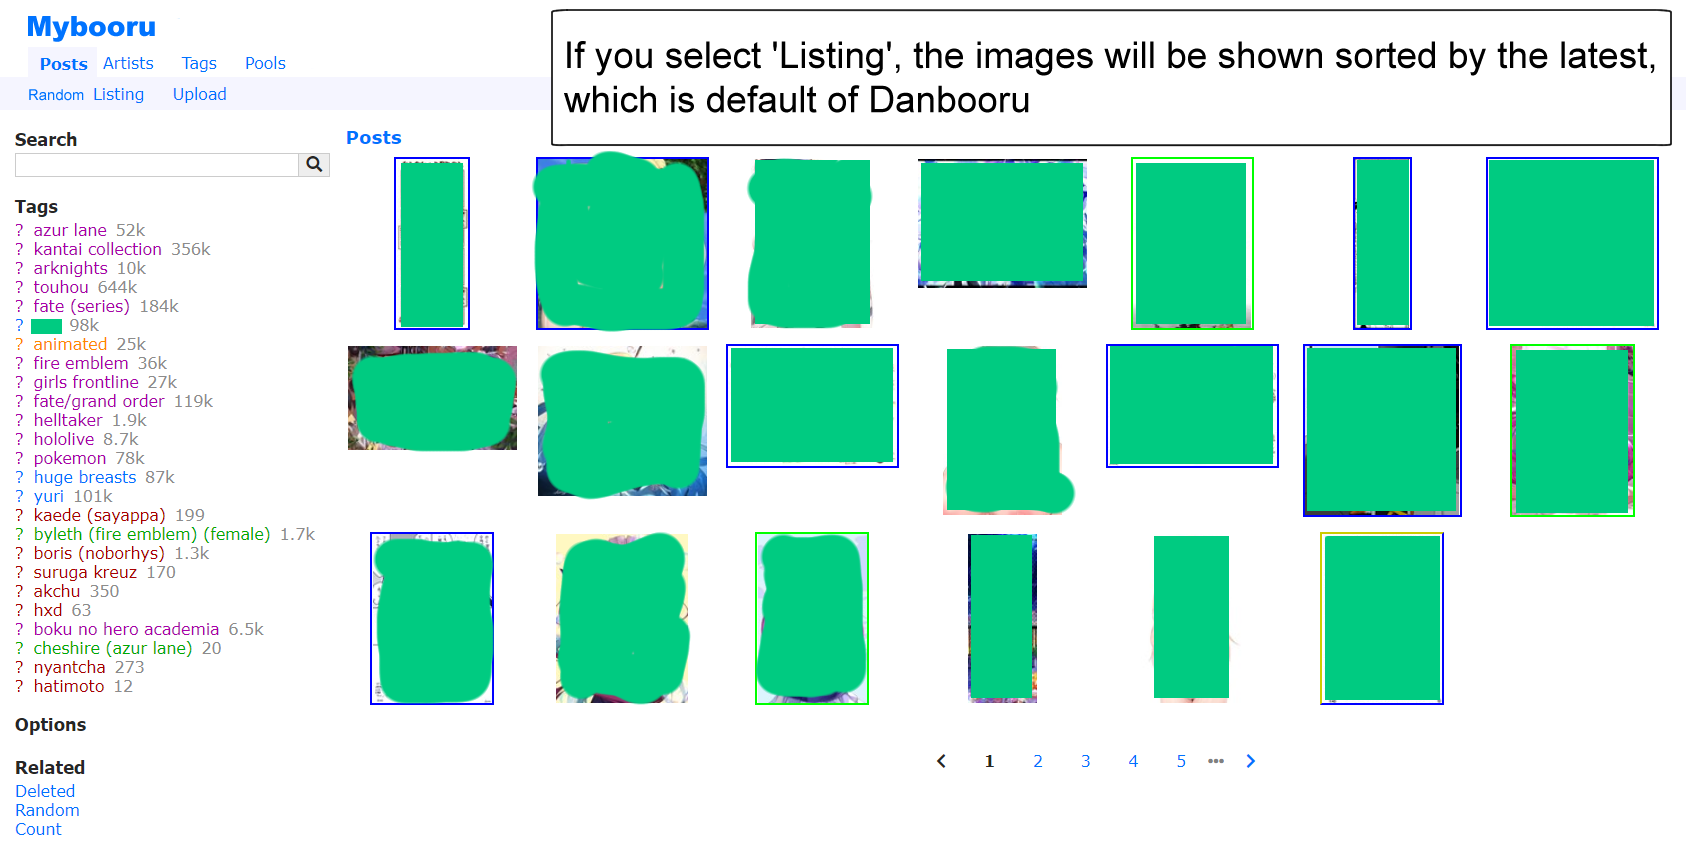 Mybooru
Posts Artists Tags Pools
Random Listing Upload
If you select 'Listing', the images will be shown sorted by the latest,
which is default of Danbooru
Search
Posts
Tags
? azur lane 52k
? kantai collection 356k
? arknights 10k
? touhou 644k
? fate (series) 184k
? 98k
? animated 25k
? fire emblem 36k
? girls frontline 27k
? fate/grand order 119k
? helltaker 1.9k
? hololive 8.7k
? pokemon 78k
? huge breasts 87k
? yuri 101k
? kaede (sayappa) 199
? byleth (fire emblem) (female) 1.7k
? boris (noborhys) 1.3k
? suruga kreuz 170
? akchu 350
? hxd 63
? boku no hero academia 6.5k
? cheshire (azur lane) 20
? nyantcha 273
? hatimoto 12
Options
Related
Deleted
Random
Count
1 2 3 4 5 •••